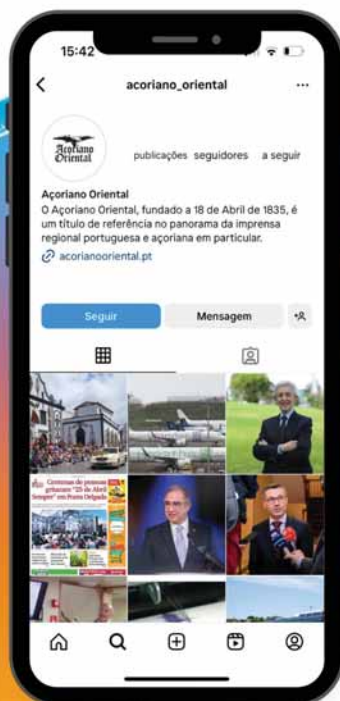 15:42
acoriano_oriental
Açoriano
Oriental
publicações seguidores a seguir
Açoriano Oriental
O Açoriano Oriental, fundado a 18 de Abril de 1835, é
um título de referência no panorama da imprensa
regional portuguesa e açoriana em particular.
acorianooriental.pt
Seguir Mensagem
Centenas de pessoas
gritaram "25 de Abril
Sempre" em Ponta Delgada